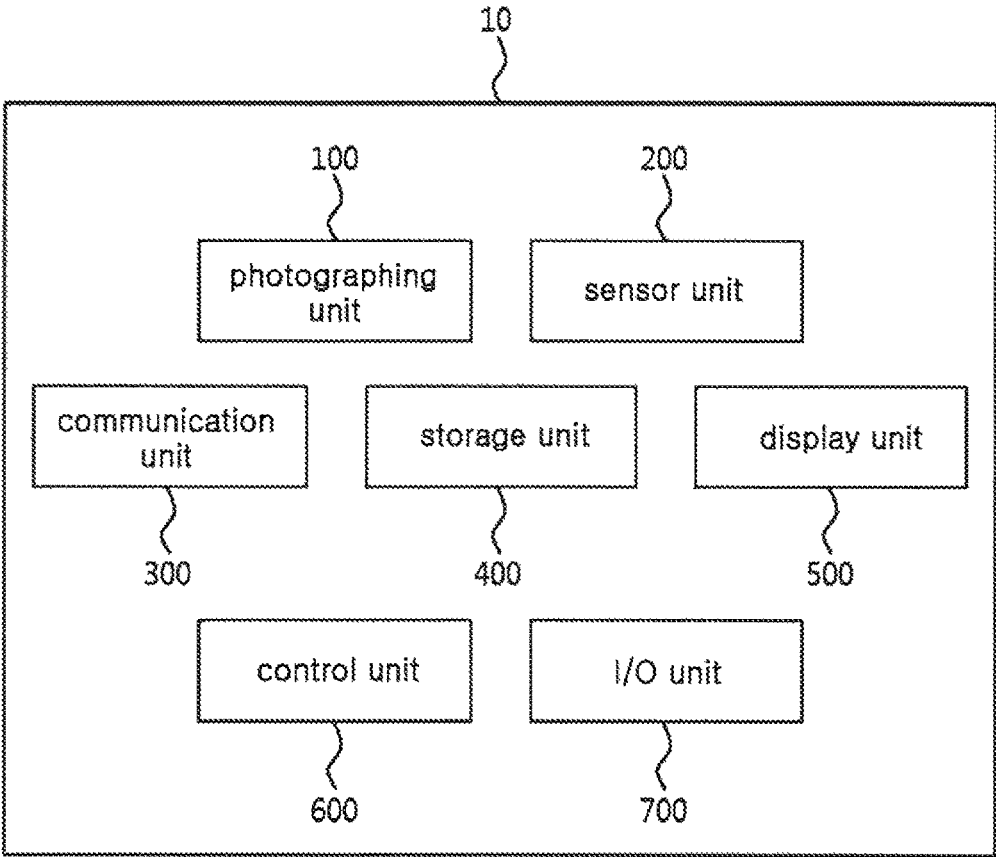 10
100
200
photographing
unit
sensor unit
communication
unit
storage unit
display unit
300
400
500
control unit
I/O unit
600
700